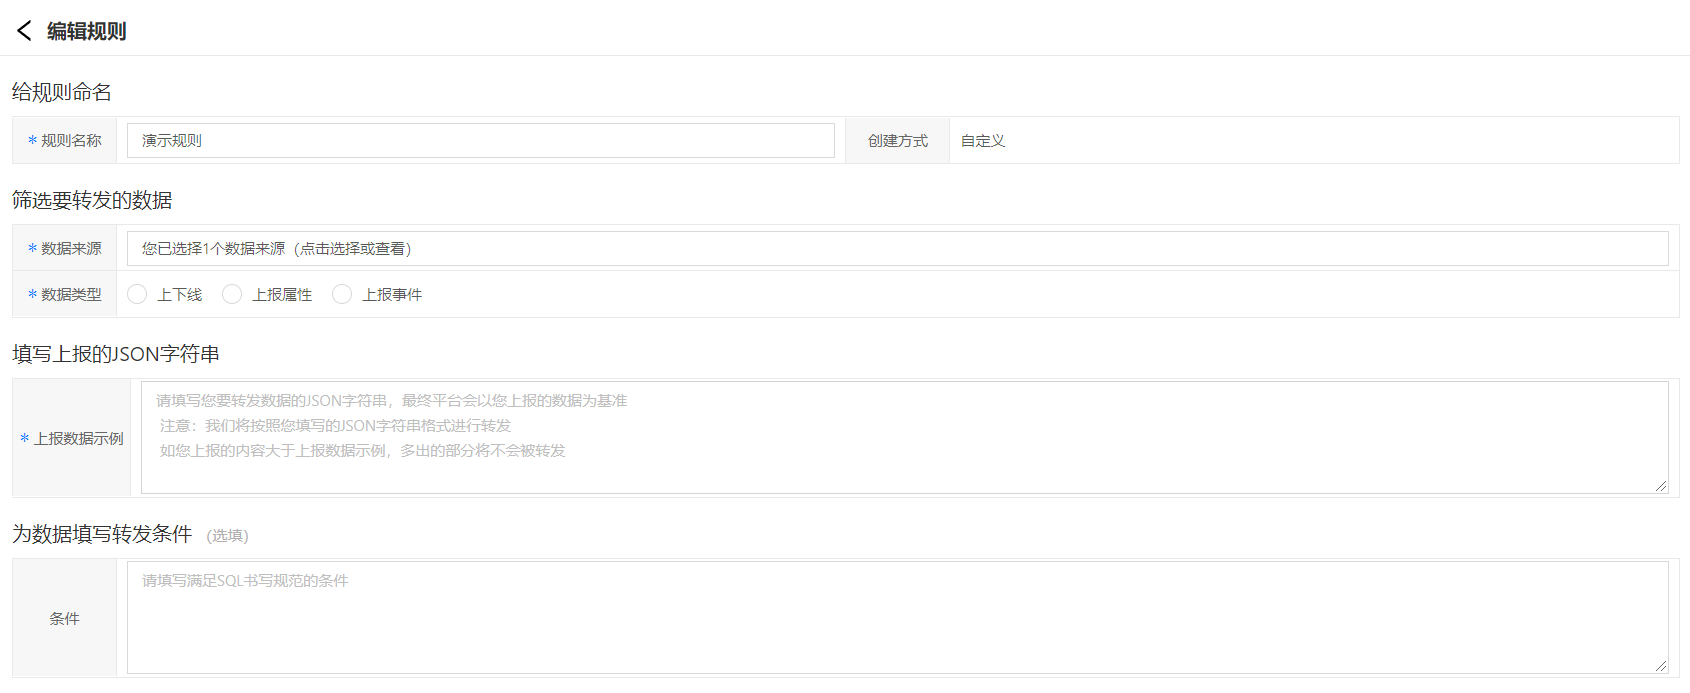 编辑规则
给规则命名
* 规则名称 演示规则 创建方式 自定义
筛选要转发的数据
* 数据来源 您已选择1个数据来源（点击选择或查看）
* 数据类型 上下线 上报属性 上报事件
填写上报的JSON字符串
* 上报数据示例
请填写您要转发数据的JSON字符串，最终平台会以您上报的数据为基准
注意：我们将按照您填写的JSON字符串格式进行转发
如您上报的内容大于上报数据示例，多出的部分将不会被转发
为数据填写转发条件 (选填)
条件
请填写满足SQL书写规范的条件